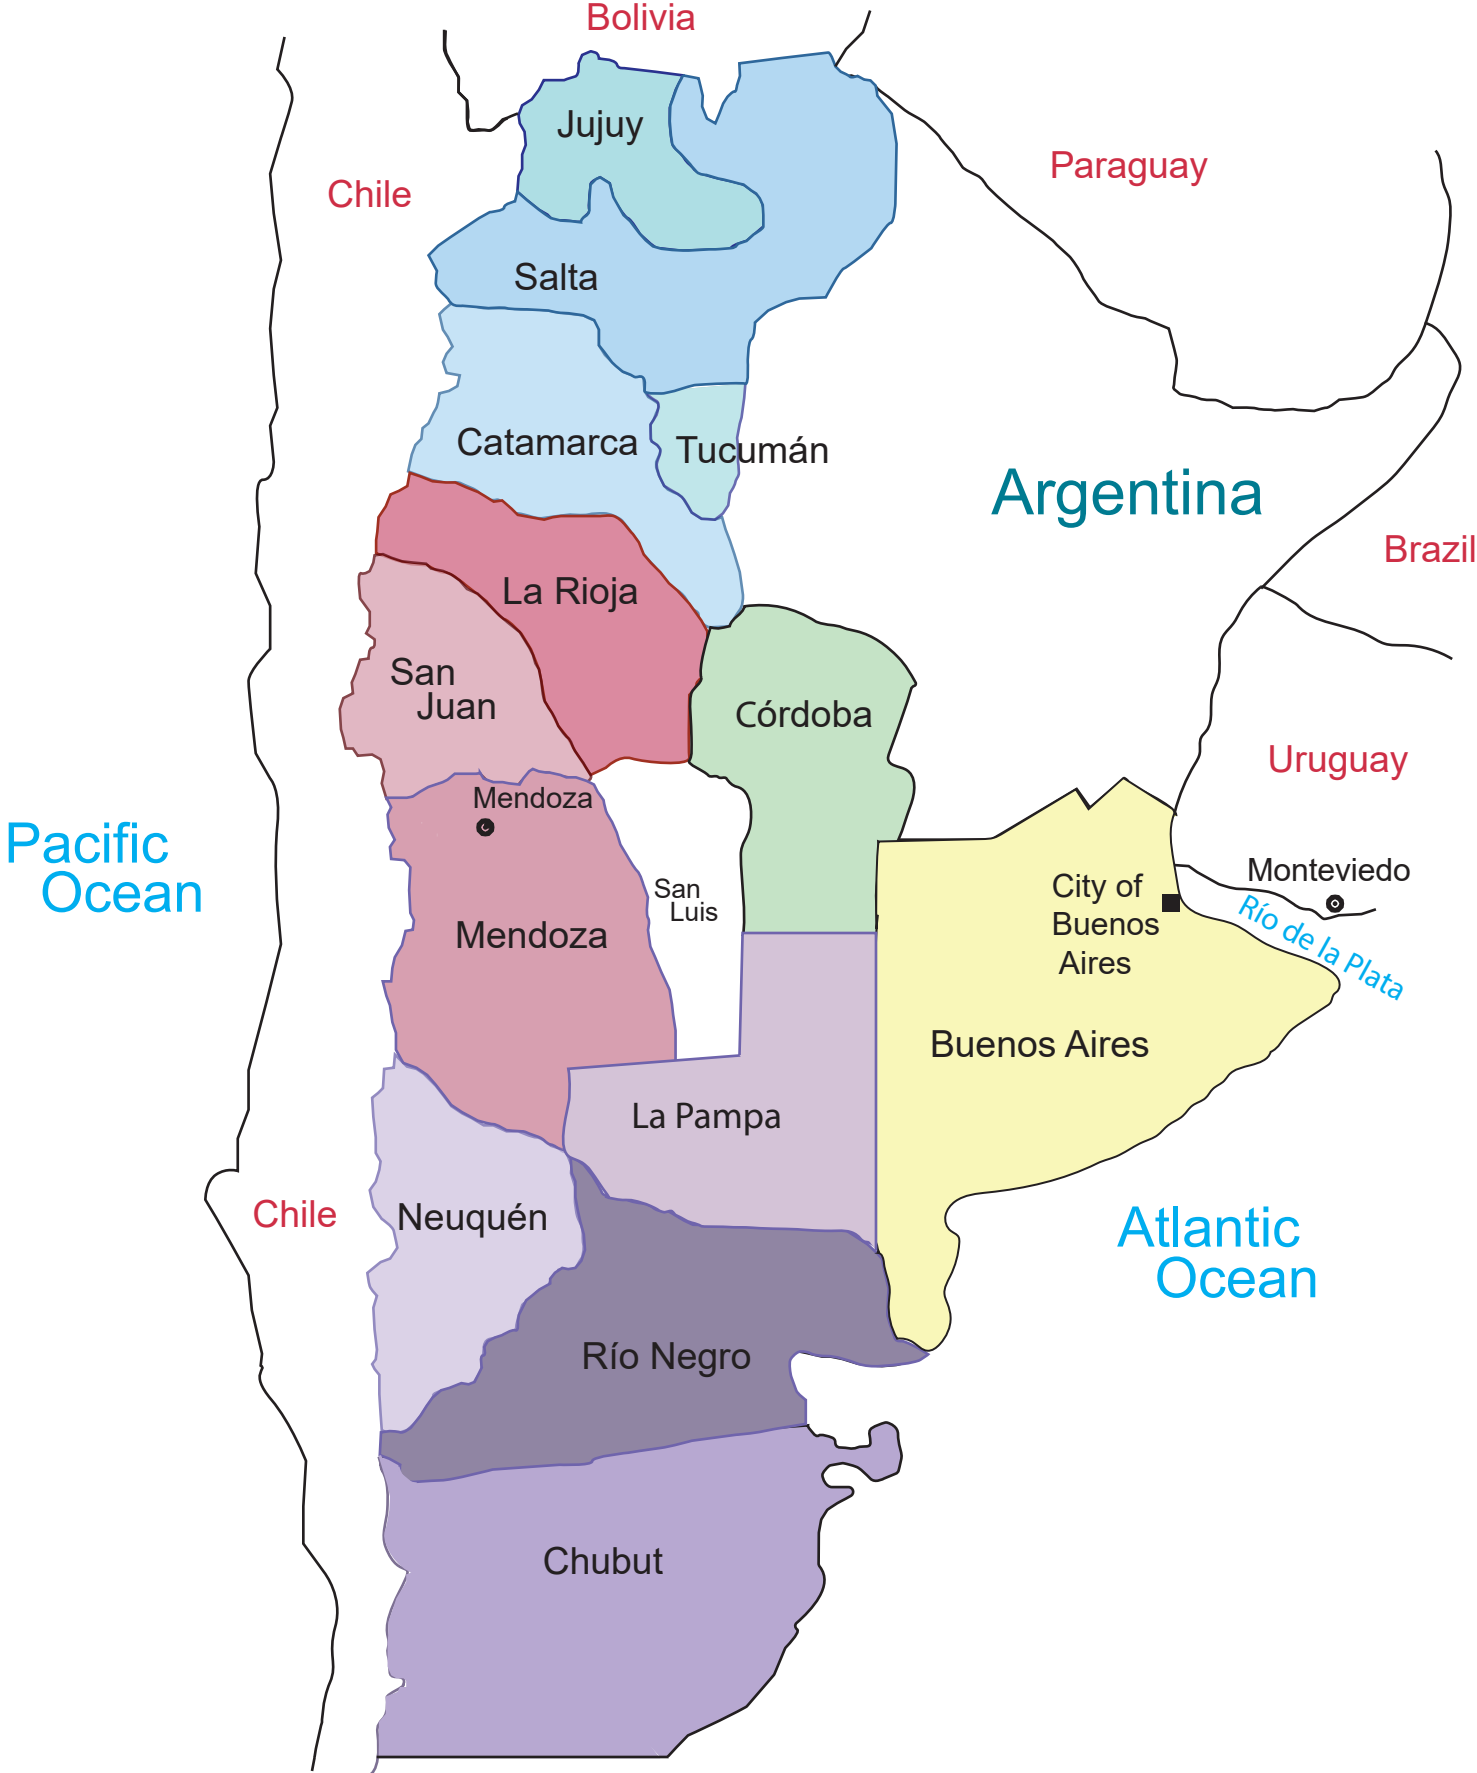 Bolivia
Jujuy
Paraguay
Chile
Salta
Catamarca
Tucumán
Argentina
Brazil
La Rioja
San
Juan
Córdoba
Uruguay
Mendoza
Pacific
Ocean
Monteviedo
City of
Buenos
Aires
San
Luis
Río de la Plata
Mendoza
Buenos Aires
La Pampa
Chile
Neuquén
Atlantic
Ocean
Río Negro
Chubut